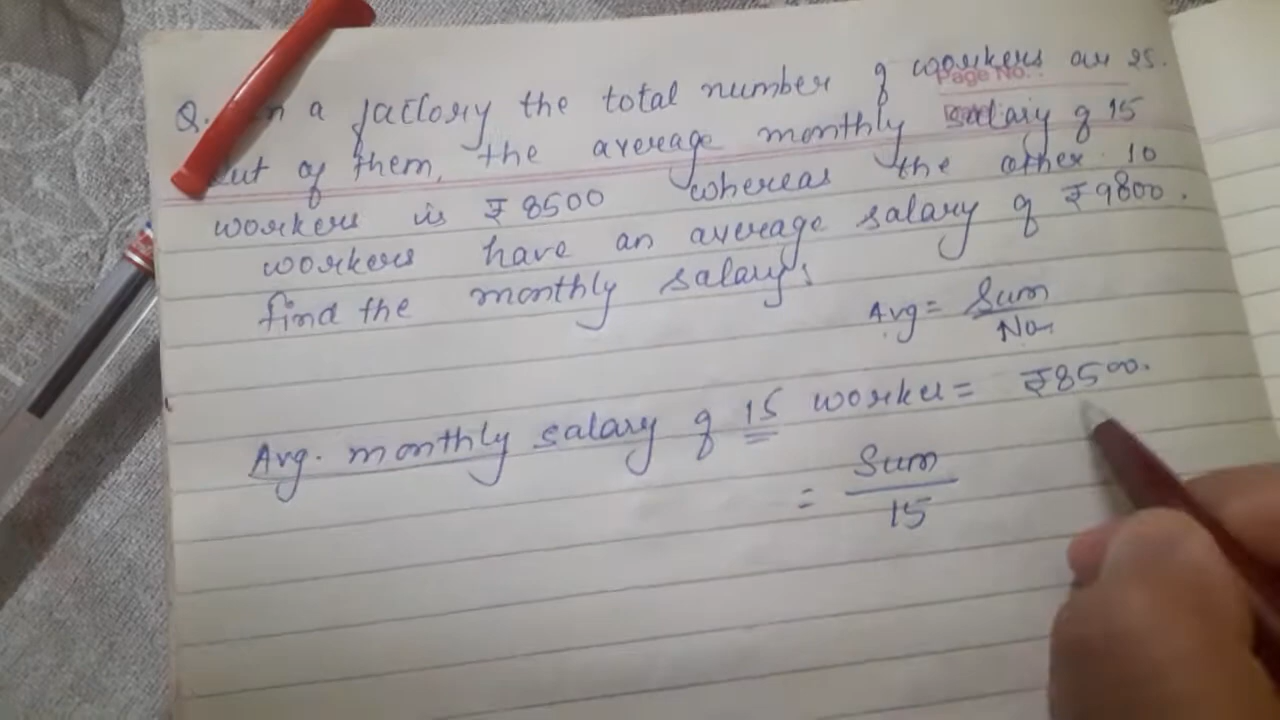 Q. In a factory the total number of workers are 25.
Out of them, the average monthly salary of 15
workers is ₹8500 whereas the other 10
workers have an average salary of ₹9800.
find the monthly salary.
Avg = Sum
No.
Avg. monthly salary of 15 worker = ₹8500.
= Sum
15
Page No.